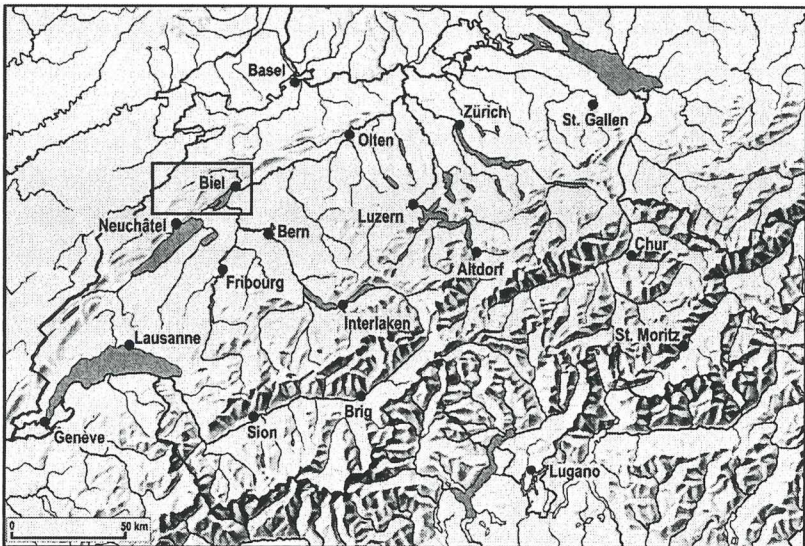 Basel
Zürich
St. Gallen
Olten
Biel
Luzern
Neuchâtel
Bern
Chur
Altdorf
Fribourg
Interlaken
St. Moritz
Lausanne
Brig
Sion
Genève
Lugano
0 50 km